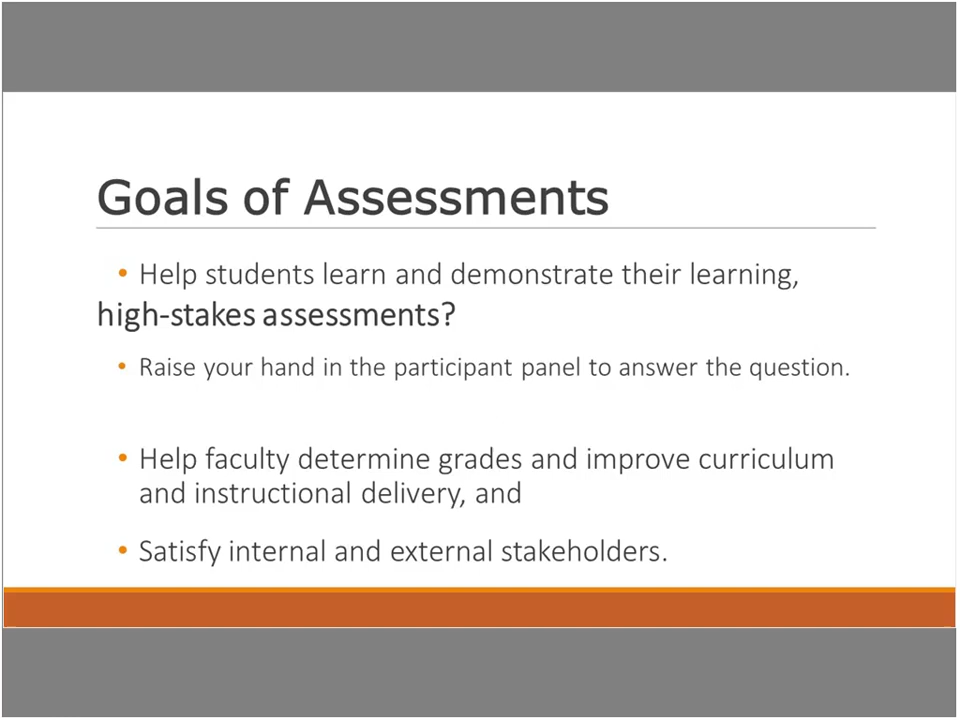 Goals of Assessments
• Help students learn and demonstrate their learning,
high-stakes assessments?
• Raise your hand in the participant panel to answer the question.
• Help faculty determine grades and improve curriculum
and instructional delivery, and
• Satisfy internal and external stakeholders.